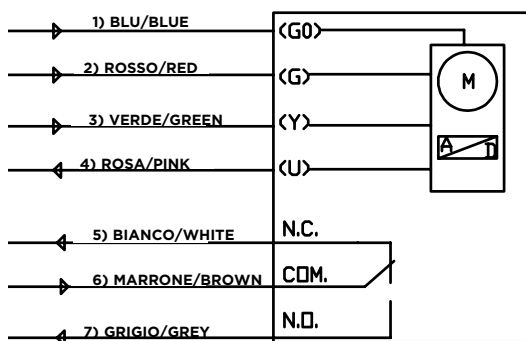 1) BLU/BLUE
(G0)
2) ROSSO/RED
(G)
M
3) VERDE/GREEN
(Y)
A D
4) ROSA/PINK
(U)
5) BIANCO/WHITE
N.C.
6) MARRONE/BROWN
COM.
7) GRIGIO/GREY
N.O.